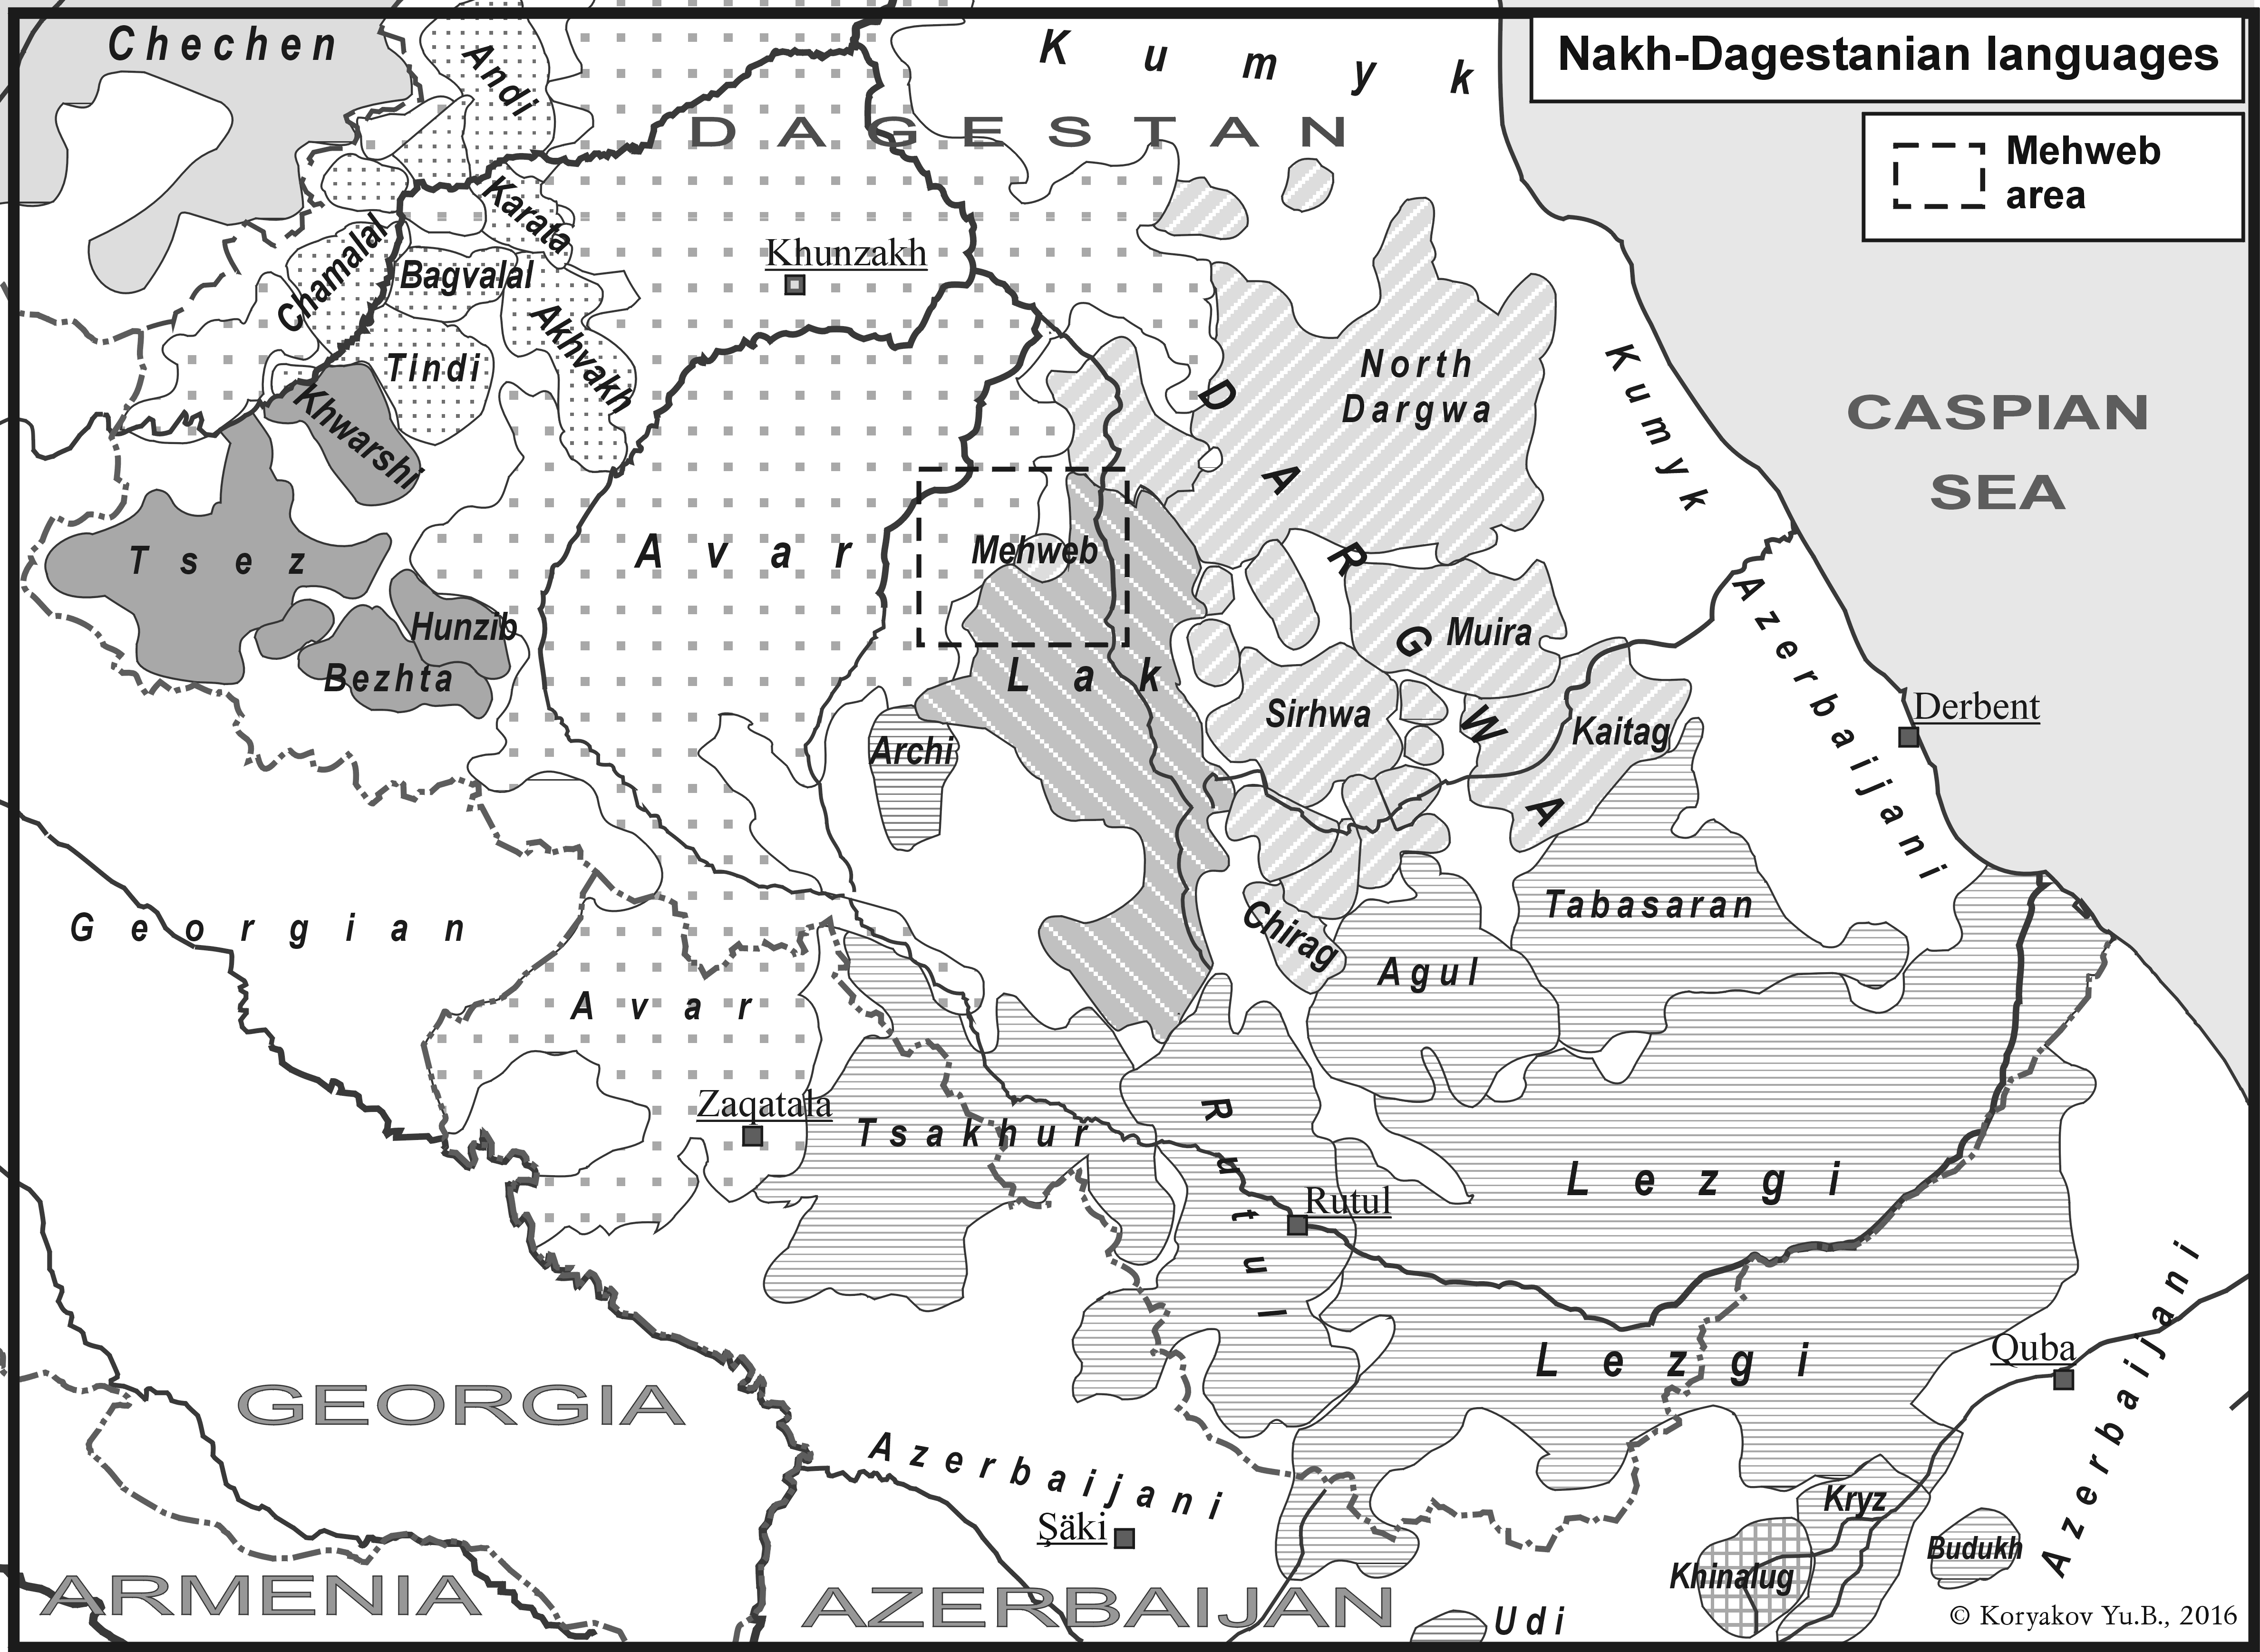 Nakh-Dagestanian languages
Mehweb
area
Chechen
Andi
Kumyk
DAGESTAN
Karata
Chamalal
Bagvalal
Khunzakh
Akhvakh
Tindi
Khwarshi
North
Dargwa
DARGWA
Kumyk
CASPIAN
SEA
Tsez
Avar
Mehweb
Hunzib
Bezhta
Lak
Muira
Azerbaijani
Sirhwa
Kaitag
Derbent
Archi
Georgian
Chirag
Agul
Tabasaran
Avar
Zaqatala
Tsakhur
Rutul
Rutul
Lezgi
Lezgi
Quba
Azerbaijani
GEORGIA
Azerbaijani
Şäki
Kryz
Budukh
Khinalug
ARMENIA
AZERBAIJAN
Udi
© Koryakov Yu.B., 2016